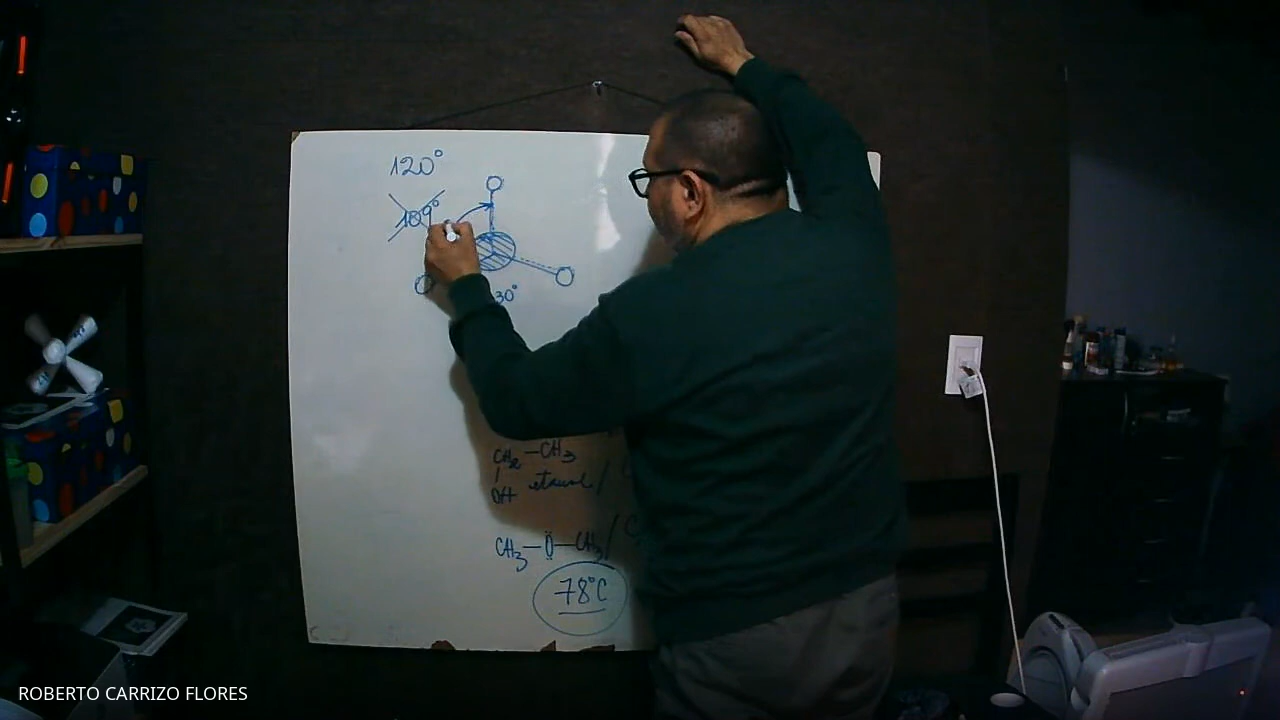 120°
109°
30°
CH2-CH3
OH etanol /
CH3-Ö-CH3/ C
78°C
ROBERTO CARRIZO FLORES